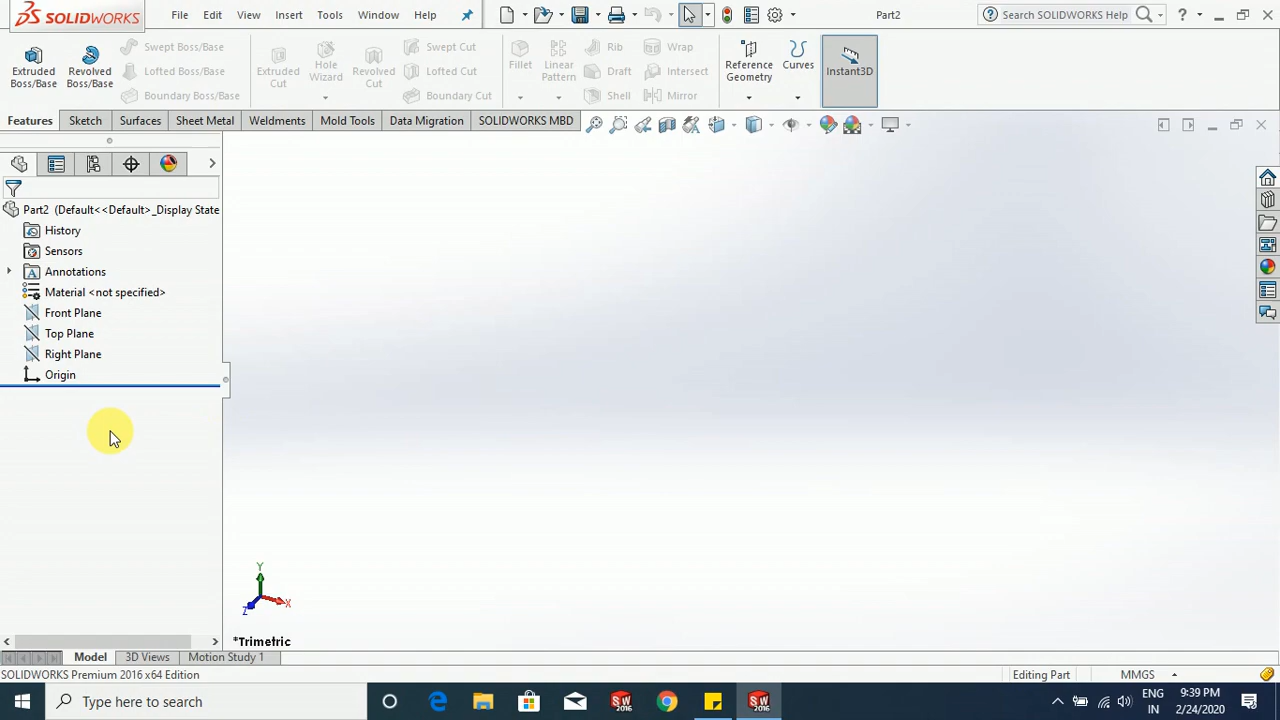 SOLIDWORKS File Edit View Insert Tools Window Help Part2 Search SOLIDWORKS Help ?
Extruded Boss/Base
Revolved Boss/Base
Swept Boss/Base
Lofted Boss/Base
Boundary Boss/Base
Extruded Cut
Hole Wizard
Revolved Cut
Swept Cut
Lofted Cut
Boundary Cut
Fillet
Linear Pattern
Rib
Draft
Shell
Wrap
Intersect
Mirror
Reference Geometry
Curves
Instant3D
Features Sketch Surfaces Sheet Metal Weldments Mold Tools Data Migration SOLIDWORKS MBD
Part2 (Default<<Default>_Display State
History
Sensors
A Annotations
Material <not specified>
Front Plane
Top Plane
Right Plane
Origin
Y
Z X
*Trimetric
Model 3D Views Motion Study 1
SOLIDWORKS Premium 2016 x64 Edition Editing Part MMGS
Type here to search
SW 2016
SW 2016
ENG
IN
9:39 PM
2/24/2020